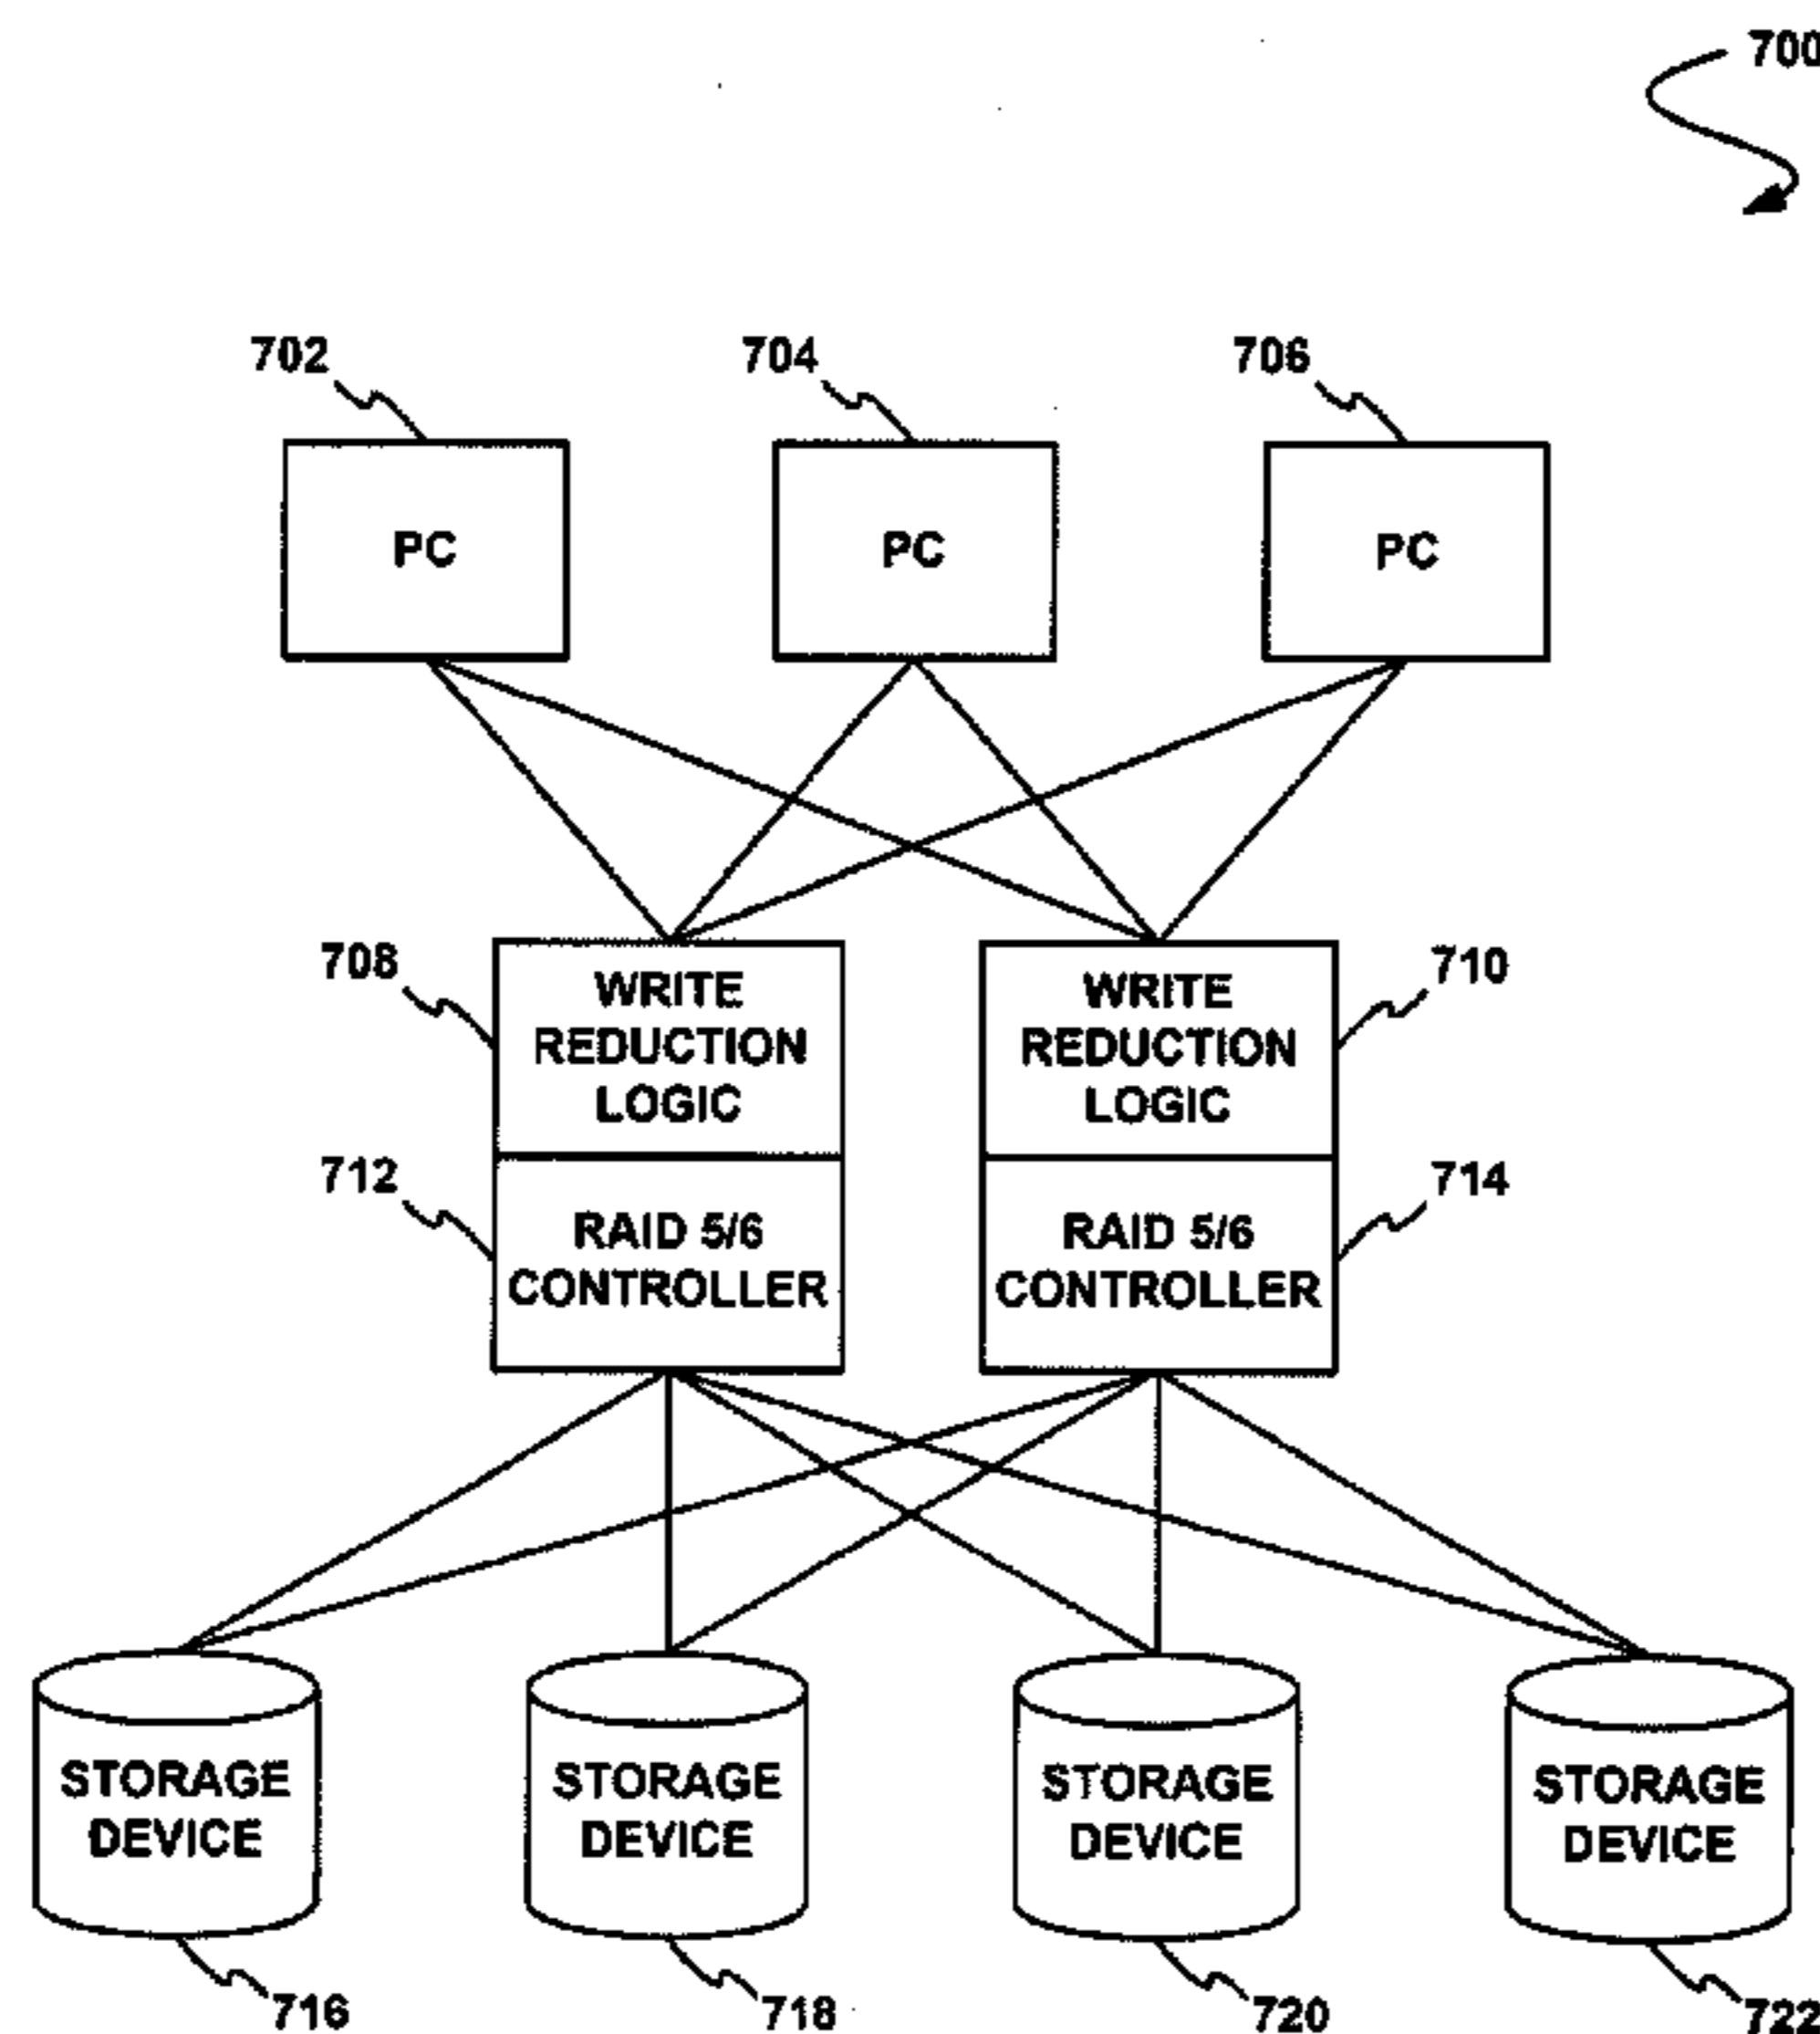 700
702
704
706
PC
PC
PC
708
WRITE
REDUCTION
LOGIC
WRITE
REDUCTION
LOGIC
710
712
RAID 5/6
CONTROLLER
RAID 5/6
CONTROLLER
714
STORAGE
DEVICE
STORAGE
DEVICE
STORAGE
DEVICE
STORAGE
DEVICE
716
718
720
722